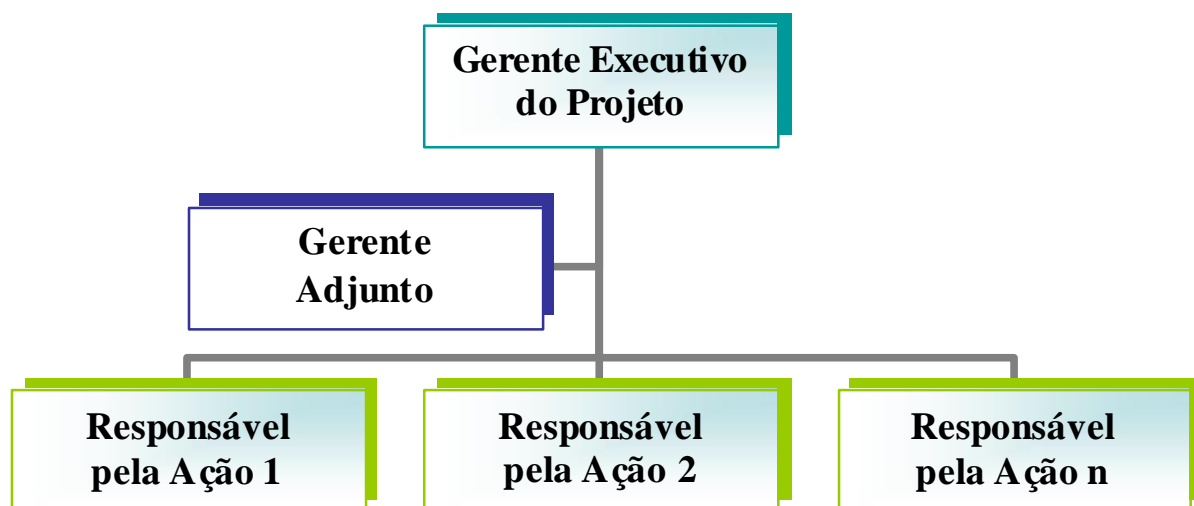 Gerente Executivo
do Projeto
Gerente
Adjunto
Responsável
pela Ação 1
Responsável
pela Ação 2
Responsável
pela Ação n